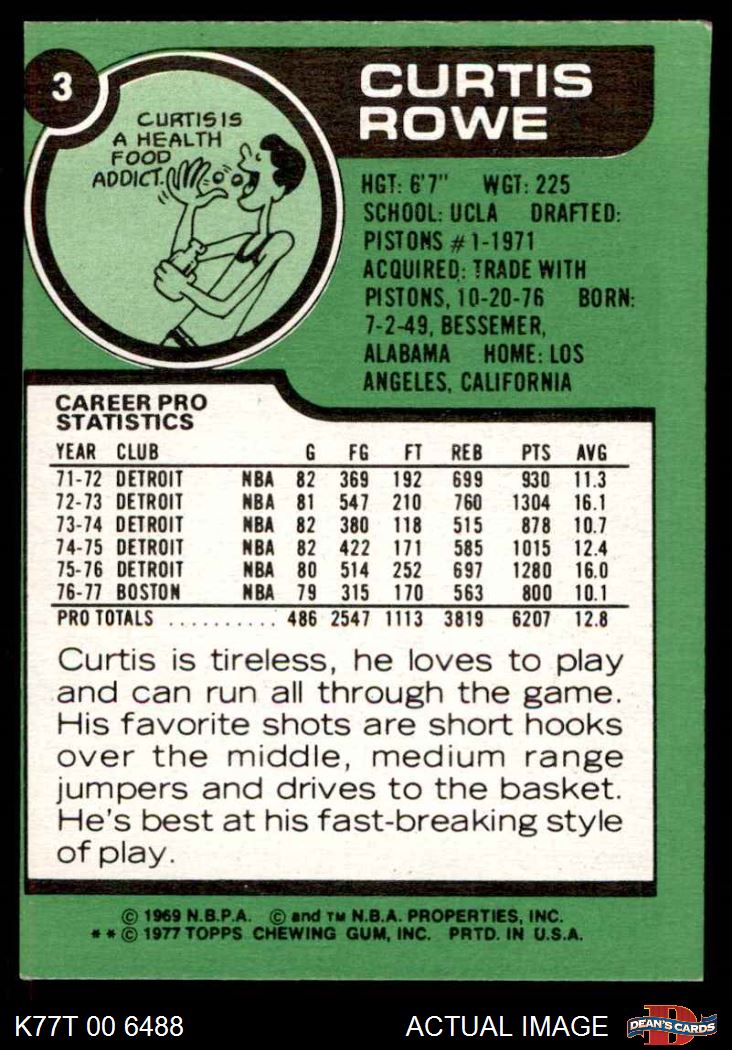 3
CURTIS
ROWE
CURTIS IS
A HEALTH
FOOD
ADDICT.
HGT: 6'7" WGT: 225
SCHOOL: UCLA DRAFTED:
PISTONS #1-1971
ACQUIRED: TRADE WITH
PISTONS, 10-20-76 BORN:
7-2-49, BESSEMER,
ALABAMA HOME: LOS
ANGELES, CALIFORNIA
CAREER PRO
STATISTICS
YEAR CLUB G FG FT REB PTS AVG
71-72 DETROIT NBA 82 369 192 699 930 11.3
72-73 DETROIT NBA 81 547 210 760 1304 16.1
73-74 DETROIT NBA 82 380 118 515 878 10.7
74-75 DETROIT NBA 82 422 171 585 1015 12.4
75-76 DETROIT NBA 80 514 252 697 1280 16.0
76-77 BOSTON NBA 79 315 170 563 800 10.1
PRO TOTALS .......... 486 2547 1113 3819 6207 12.8
Curtis is tireless, he loves to play
and can run all through the game.
His favorite shots are short hooks
over the middle, medium range
jumpers and drives to the basket.
He's best at his fast-breaking style
of play.
© 1969 N.B.P.A. © and TM N.B.A. PROPERTIES, INC.
**© 1977 TOPPS CHEWING GUM, INC. PRTD. IN U.S.A.
K77T 00 6488 ACTUAL IMAGE DEAN'S CARDS